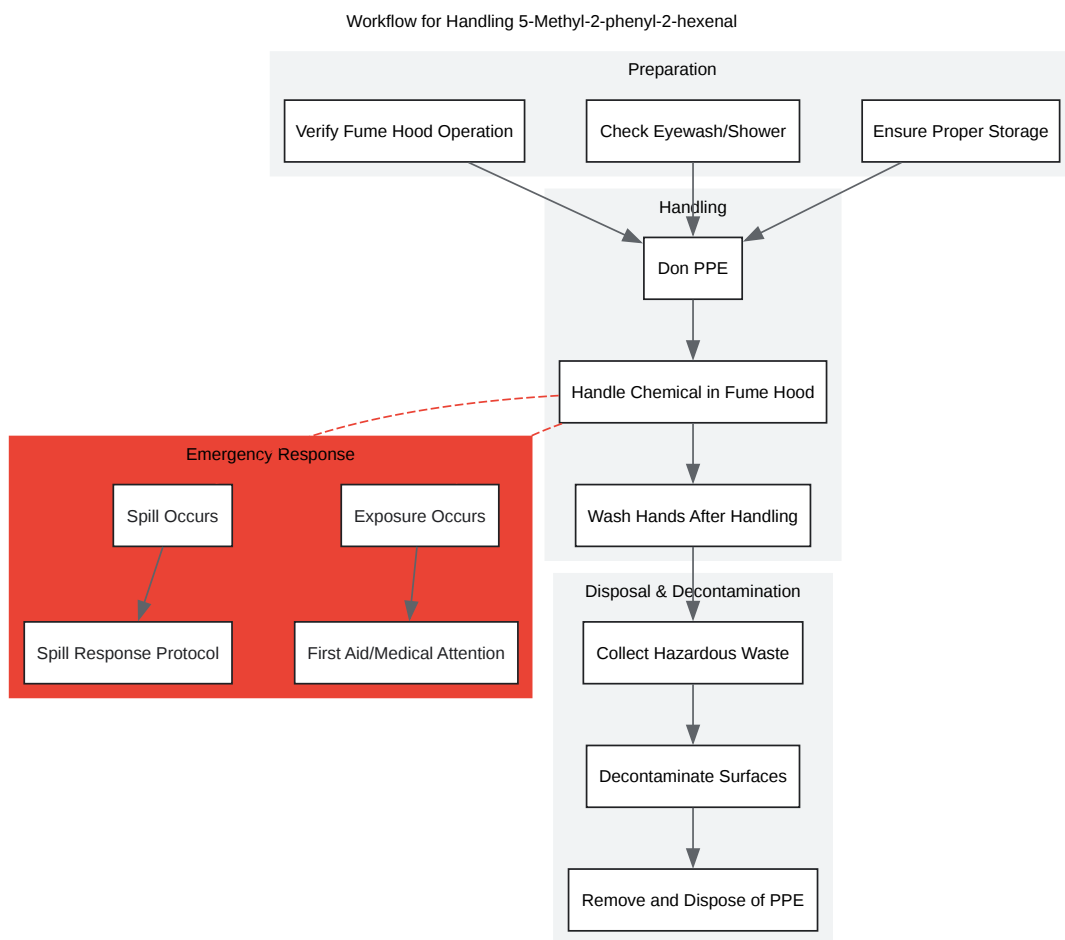 Workflow for Handling 5-Methyl-2-phenyl-2-hexenal
Preparation
Verify Fume Hood Operation
Check Eyewash/Shower
Ensure Proper Storage
Handling
Don PPE
Handle Chemical in Fume Hood
Wash Hands After Handling
Emergency Response
Spill Occurs
Exposure Occurs
Spill Response Protocol
First Aid/Medical Attention
Disposal & Decontamination
Collect Hazardous Waste
Decontaminate Surfaces
Remove and Dispose of PPE